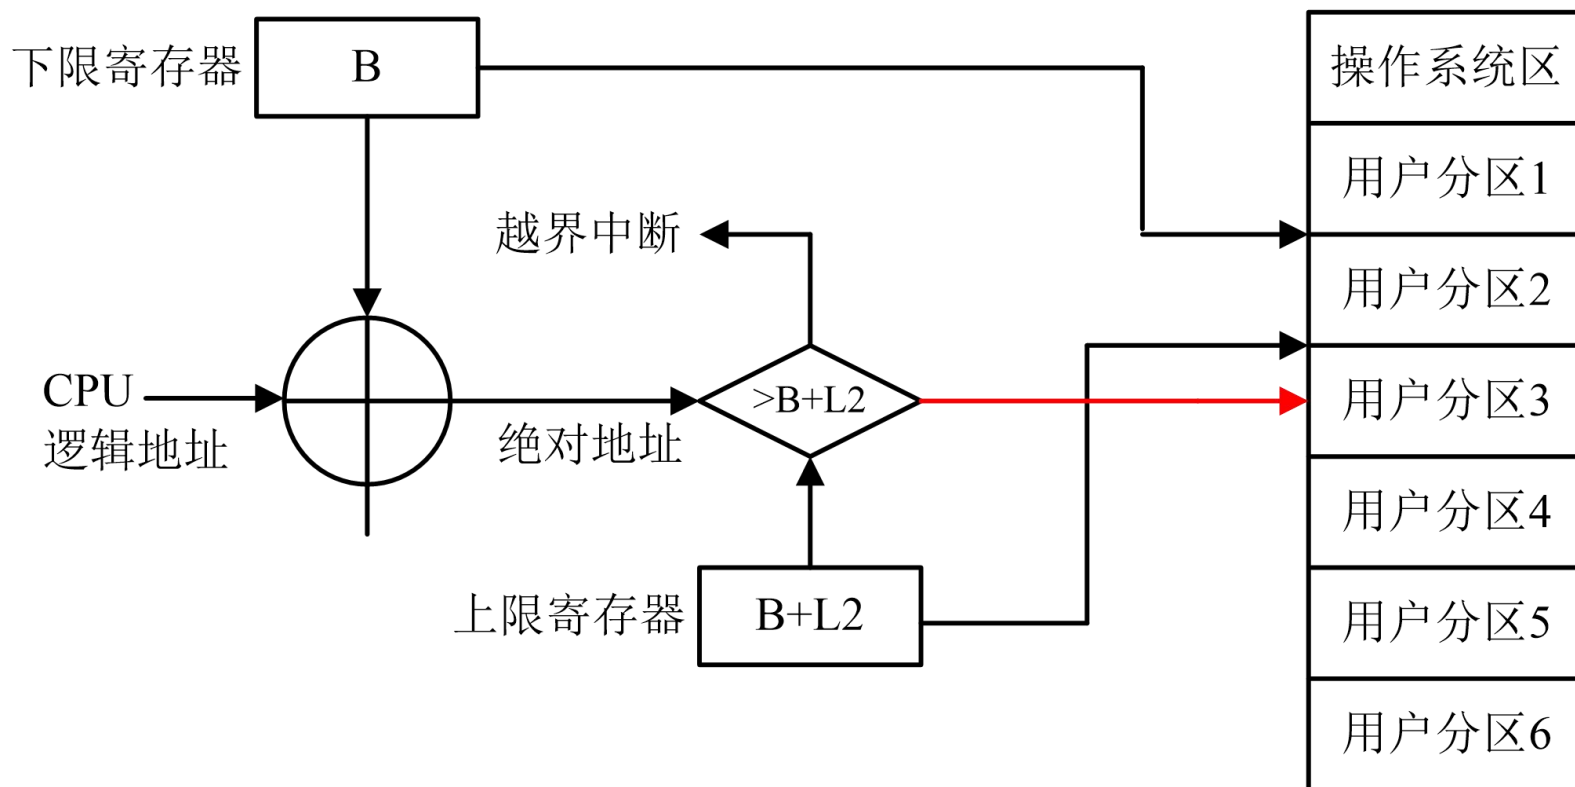 下限寄存器
B
操作系统区
用户分区1
越界中断
用户分区2
CPU
逻辑地址
绝对地址
>B+L2
用户分区3
用户分区4
上限寄存器
B+L2
用户分区5
用户分区6